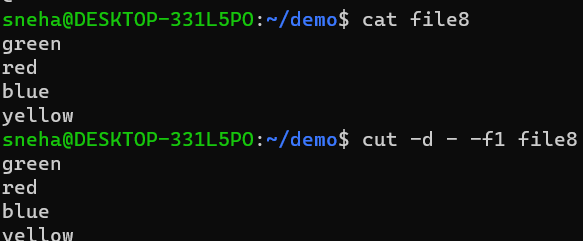 sneha@DESKTOP-331L5PO:~/demo$ cat file8
green
red
blue
yellow
sneha@DESKTOP-331L5PO:~/demo$ cut -d - -f1 file8
green
red
blue
yellow